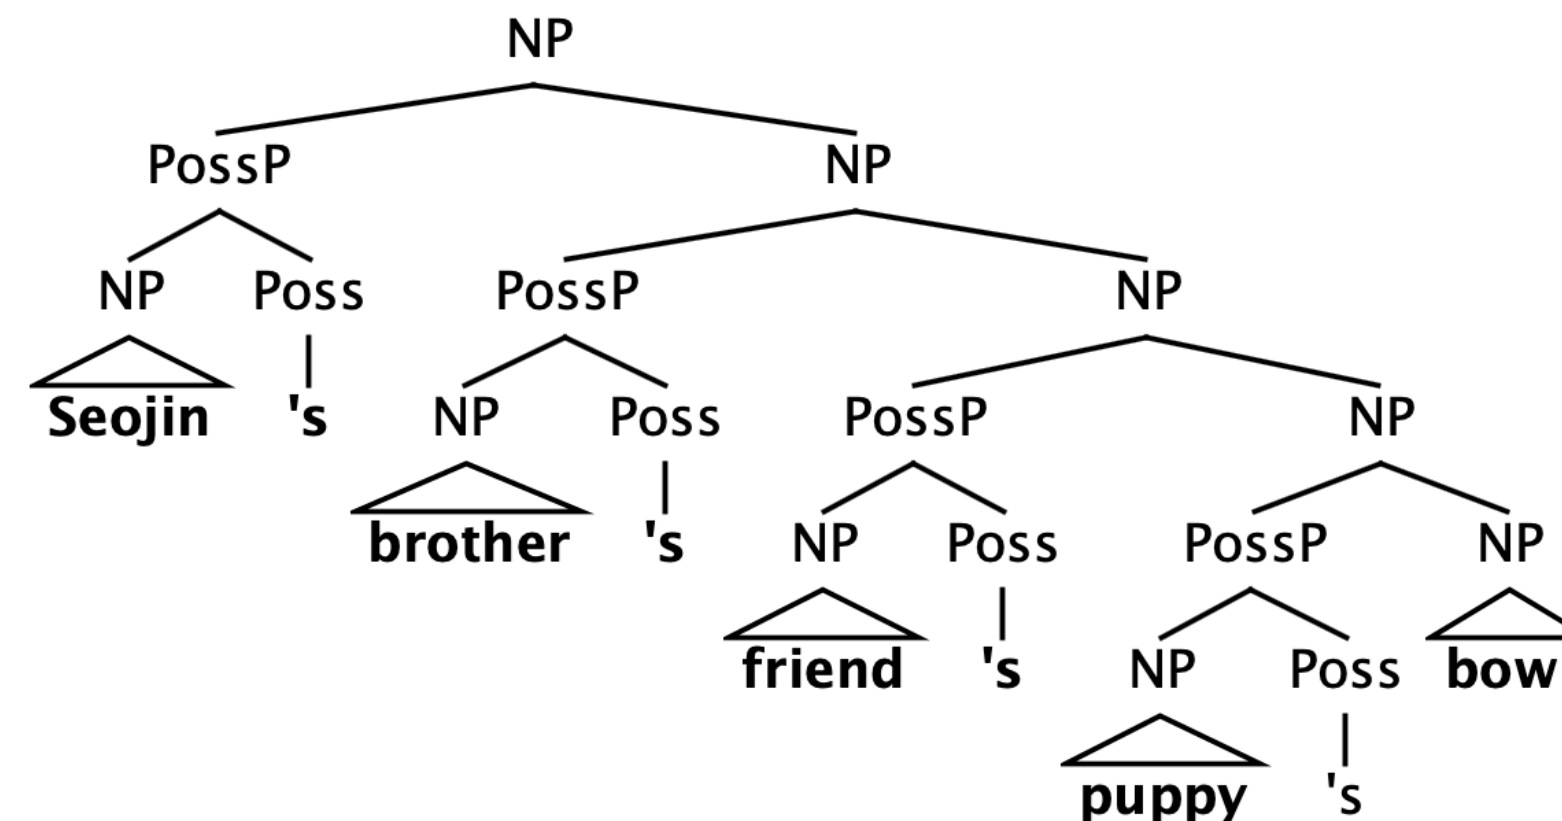 NP
PossP NP
NP Poss PossP NP
Seojin 's NP Poss PossP NP
brother 's NP Poss PossP NP
friend 's NP Poss bow
puppy 's